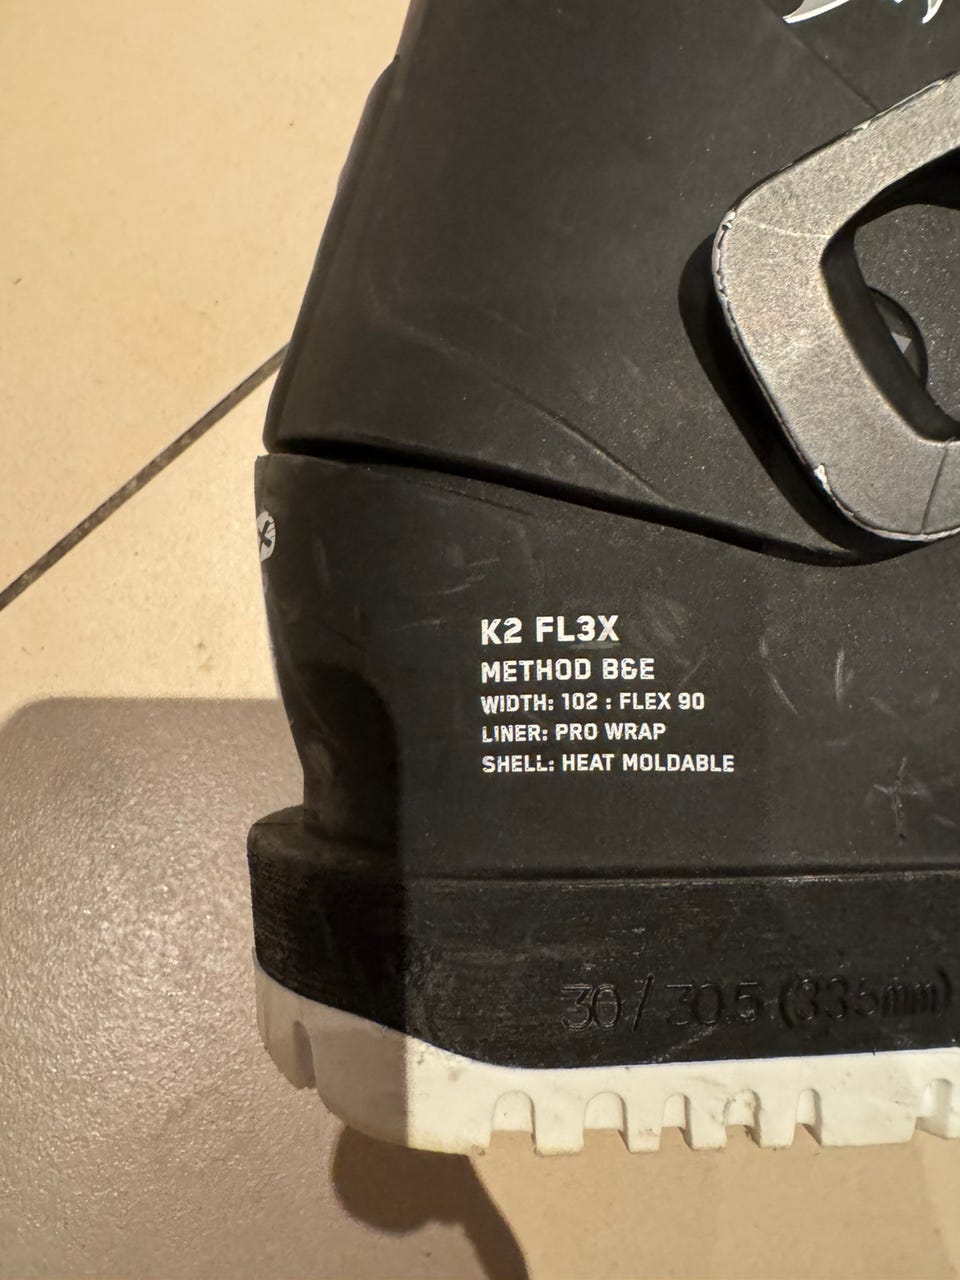 K2 FL3X
METHOD B&E
WIDTH: 102 : FLEX 90
LINER: PRO WRAP
SHELL: HEAT MOLDABLE
30 / 30.5 (335mm)